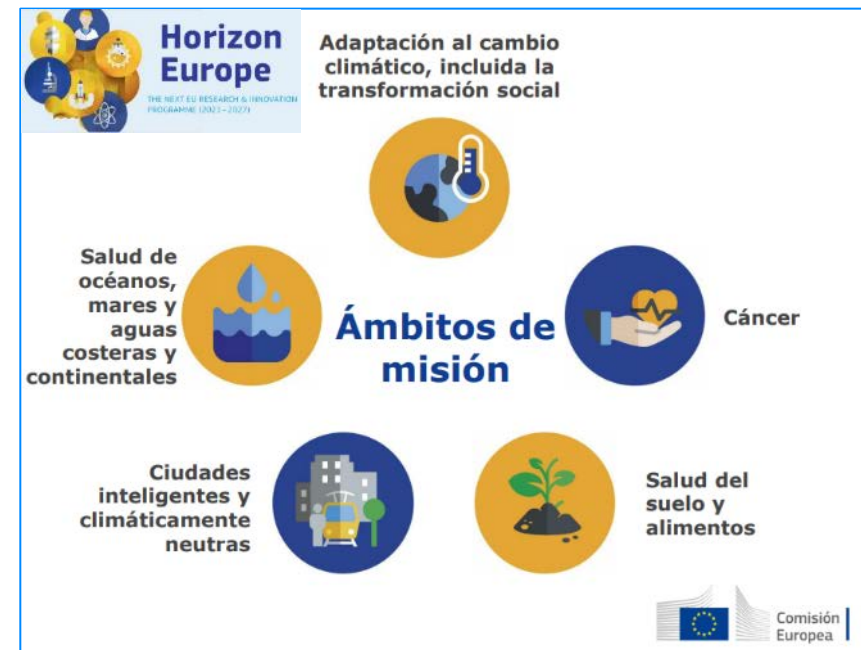 Horizon
Europe
THE NEXT EU RESEARCH & INNOVATION
PROGRAMME (2021-2027)
Adaptación al cambio
climático, incluida la
transformación social
Salud de
océanos,
mares y
aguas
costeras y
continentales
Ámbitos de
misión
Cáncer
Ciudades
inteligentes y
climáticamente
neutras
Salud del
suelo y
alimentos
Comisión
Europea